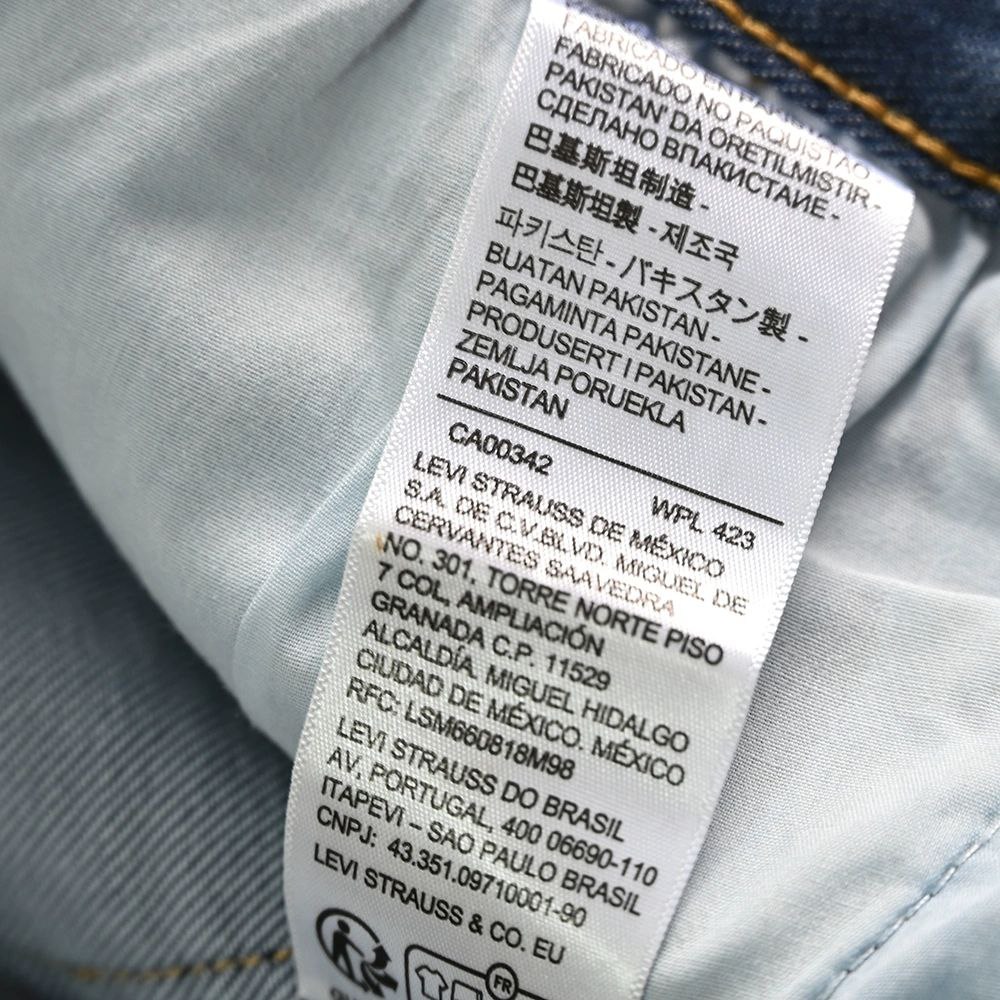 FABRICADO EN
FABRICADO NO PAQUISTÃO -
PAKISTAN' DA ORETILMISTIR -
СДЕЛАНО ВПАКИСТАНЕ -
巴基斯坦制造 -
巴基斯坦製 - 제조국
파키스탄 - パキスタン製 -
BUATAN PAKISTAN -
PAGAMINTA PAKISTANE -
PRODUSERT I PAKISTAN -
ZEMLJA PORUEKLA
PAKISTAN
CA00342 WPL 423
LEVI STRAUSS DE MÉXICO
S.A. DE C.V.BLVD. MIGUEL DE
CERVANTES SAAVEDRA
NO. 301, TORRE NORTE PISO
7 COL, AMPLIACIÓN
GRANADA C.P. 11529
ALCALDÍA, MIGUEL HIDALGO
CIUDAD DE MÉXICO. MÉXICO
RFC: LSM660818M98
LEVI STRAUSS DO BRASIL
AV. PORTUGAL, 400 06690-110
ITAPEVI – SAO PAULO BRASIL
CNPJ: 43.351.09710001-90
LEVI STRAUSS & CO. EU
FR